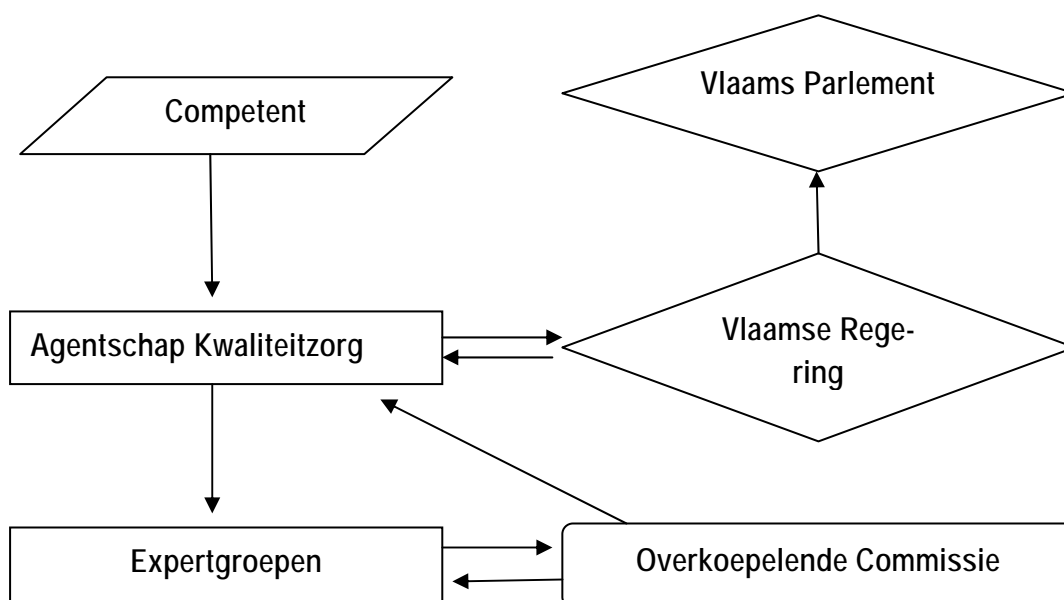 Competent
Vlaams Parlement
Agentschap Kwaliteitzorg
Vlaamse Rege-
ring
Expertgroepen
Overkoepelende Commissie